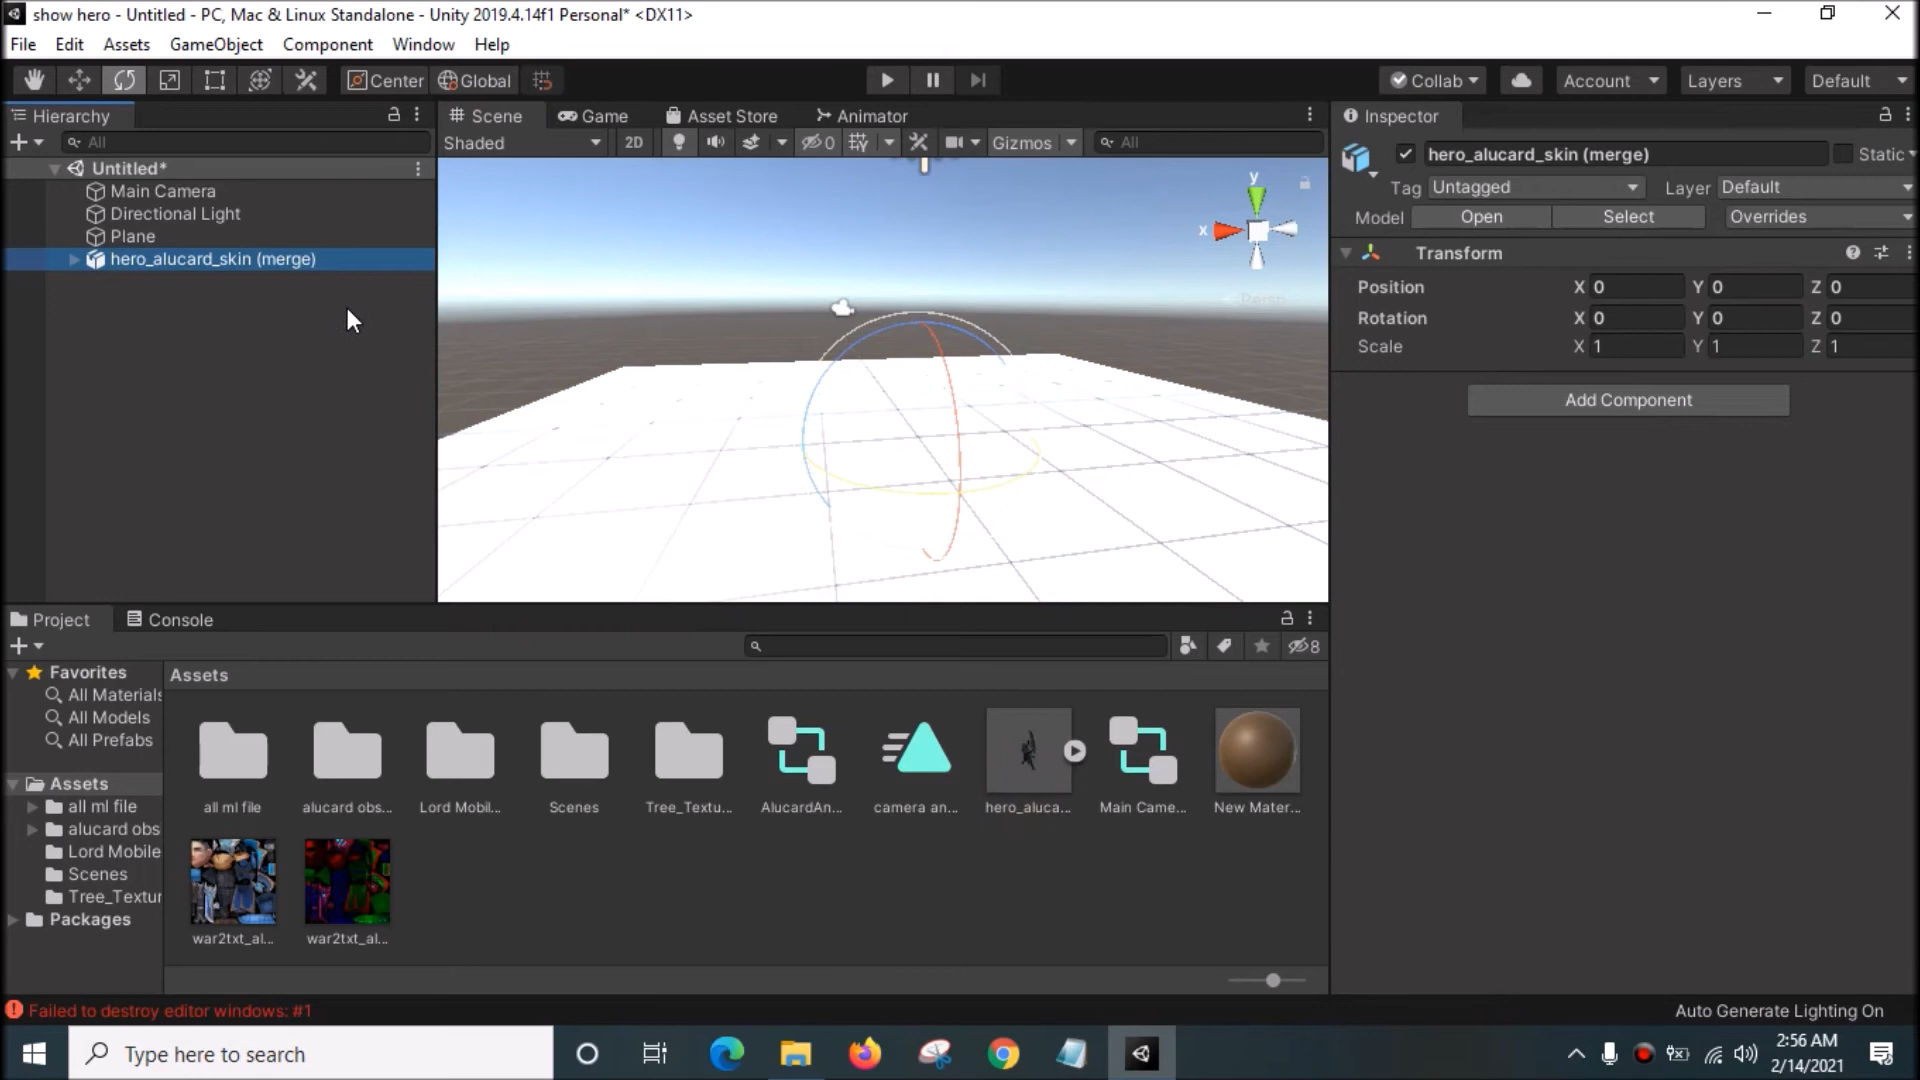 show hero - Untitled - PC, Mac & Linux Standalone - Unity 2019.4.14f1 Personal* <DX11>
File Edit Assets GameObject Component Window Help
Center Global Collab Account Layers Default
Hierarchy Scene Game Asset Store Animator Inspector
All Shaded 2D 0 Gizmos All
hero_alucard_skin (merge) Static
Untitled*
Main Camera
Directional Light
Plane
hero_alucard_skin (merge)
y
x
Persp
Tag Untagged Layer Default
Model Open Select Overrides
Transform
Position X 0 Y 0 Z 0
Rotation X 0 Y 0 Z 0
Scale X 1 Y 1 Z 1
Add Component
Project Console
8
Favorites
All Materials
All Models
All Prefabs
Assets
all ml file
alucard obs
Lord Mobile
Scenes
Tree_Textur
Packages
Assets
all ml file alucard obs... Lord Mobil... Scenes Tree_Textu... AlucardAn... camera an... hero_aluca... Main Came... New Mater...
war2txt_al... war2txt_al...
Failed to destroy editor windows: #1
Auto Generate Lighting On
Type here to search
2:56 AM
2/14/2021